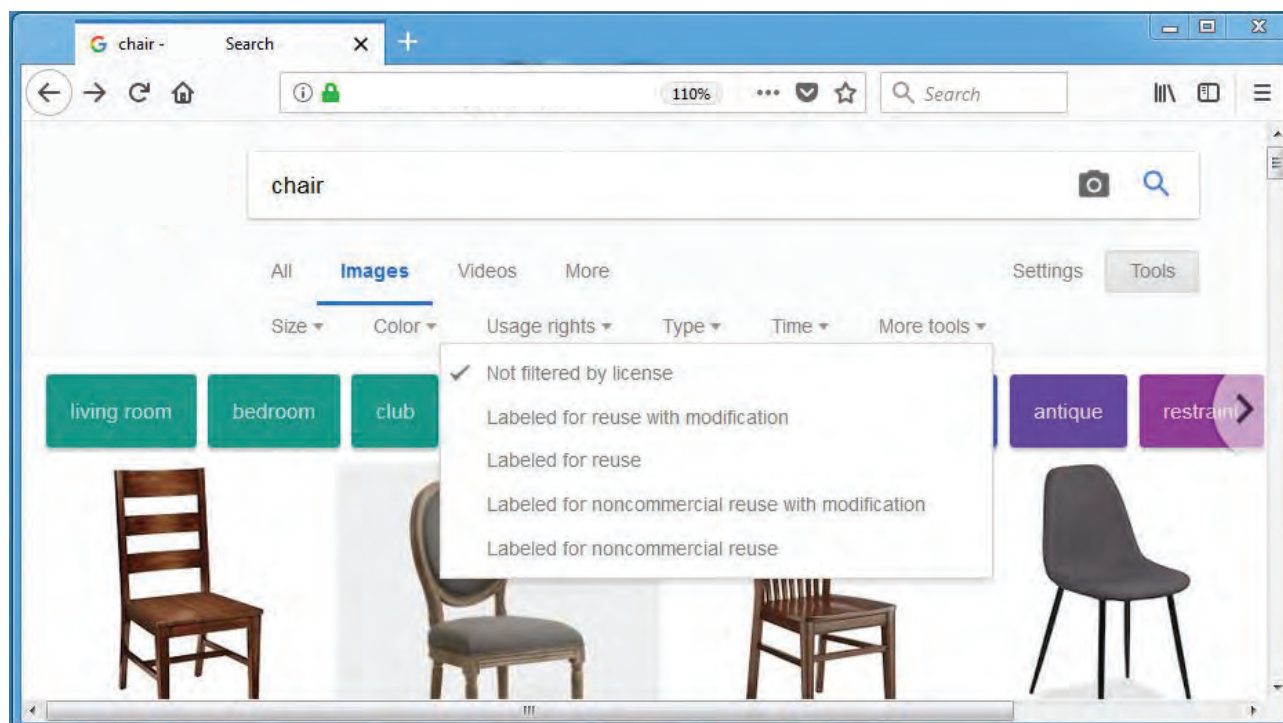 chair - Search
110%
Search
chair
All Images Videos More Settings Tools
Size Color Usage rights Type Time More tools
Not filtered by license
Labeled for reuse with modification
Labeled for reuse
Labeled for noncommercial reuse with modification
Labeled for noncommercial reuse
living room bedroom club antique